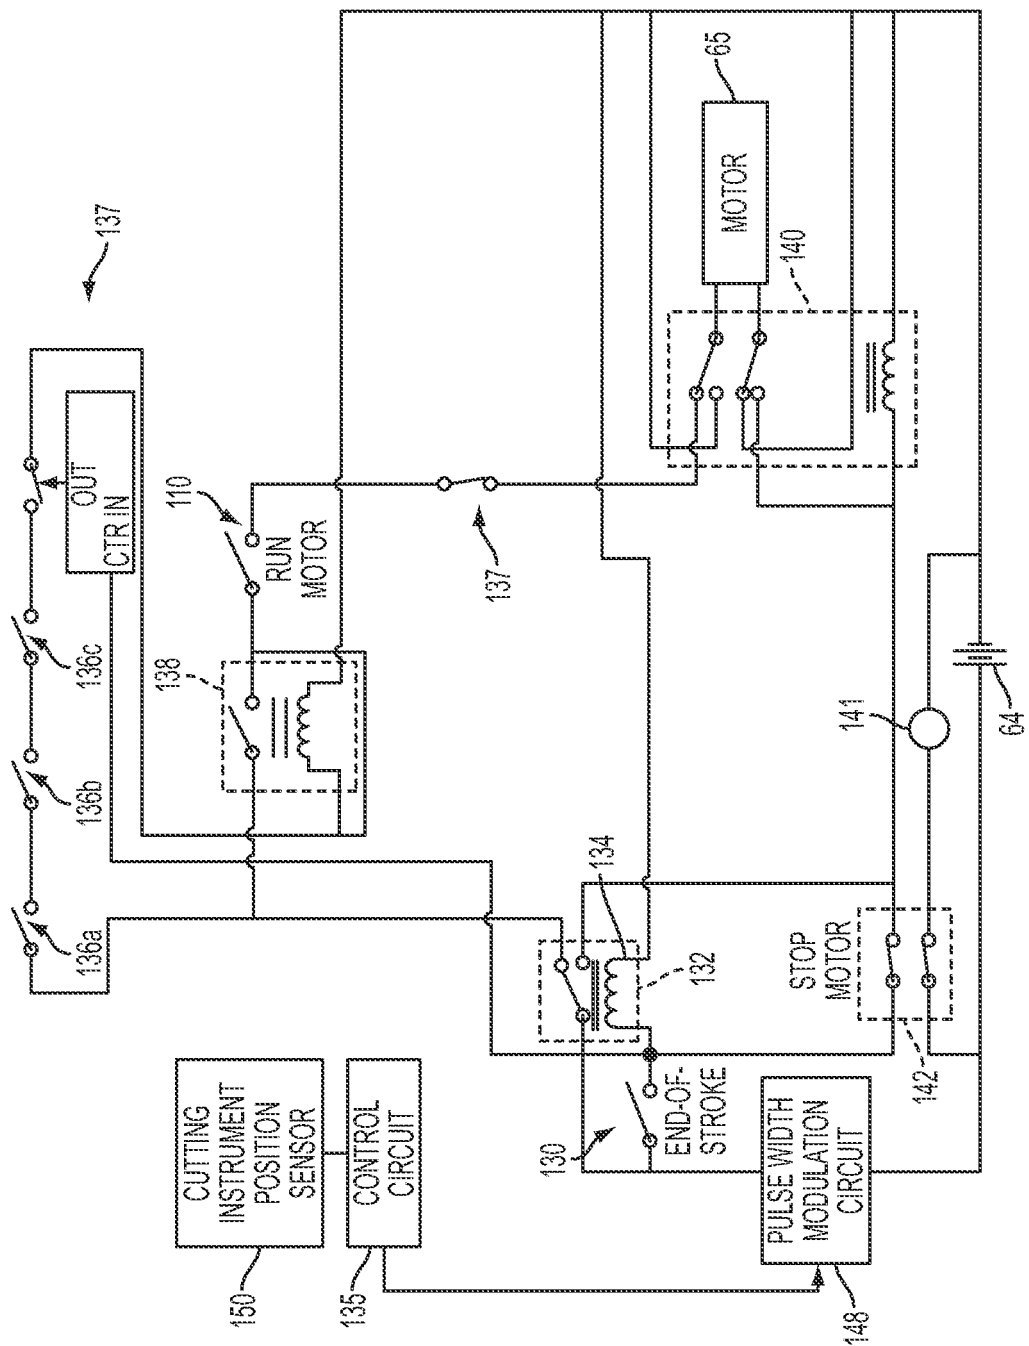 137
OUT
CTR IN
136c
136b
136a
110
RUN
MOTOR
137
138
65
MOTOR
140
141
64
134
132
STOP
MOTOR
142
130
END-OF-
STROKE
CUTTING
INSTRUMENT
POSITION
SENSOR
150
CONTROL
CIRCUIT
135
PULSE WIDTH
MODULATION
CIRCUIT
148